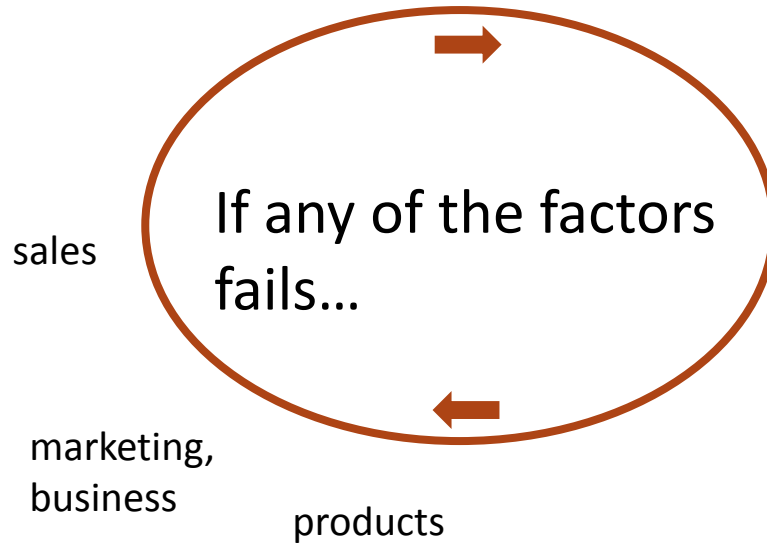 If any of the factors
fails…
sales
marketing,
business
products